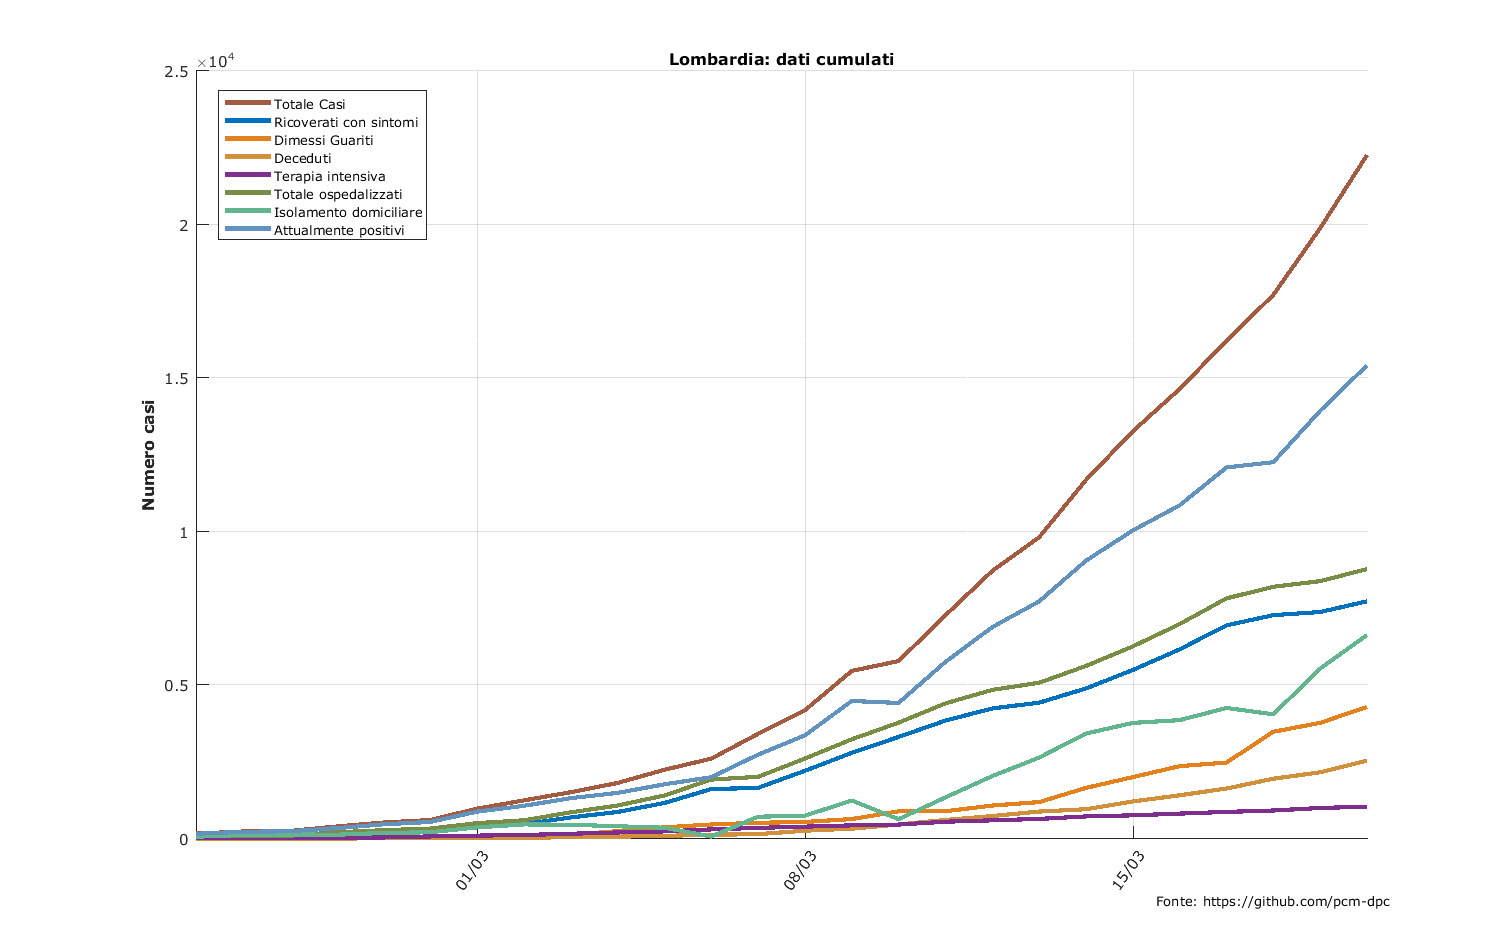 Lombardia: dati cumulati
×10⁴
2.5
2
1.5
1
0.5
0
Numero casi
Totale Casi
Ricoverati con sintomi
Dimessi Guariti
Deceduti
Terapia intensiva
Totale ospedalizzati
Isolamento domiciliare
Attualmente positivi
01/03
08/03
15/03
Fonte: https://github.com/pcm-dpc